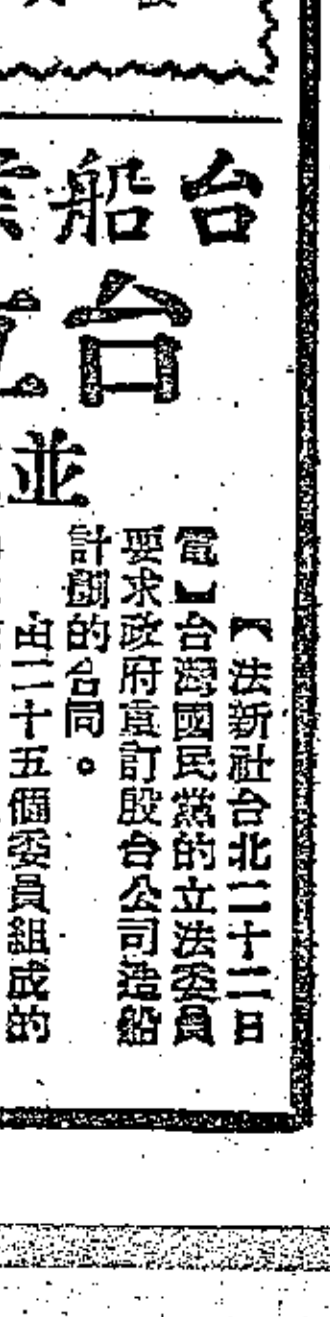 台船
台
並
【法新社台北二十二日
電】台灣國民黨的立法委員
要求政府重訂殷台公司造船
計劃的合同。
由二十五個委員組成的